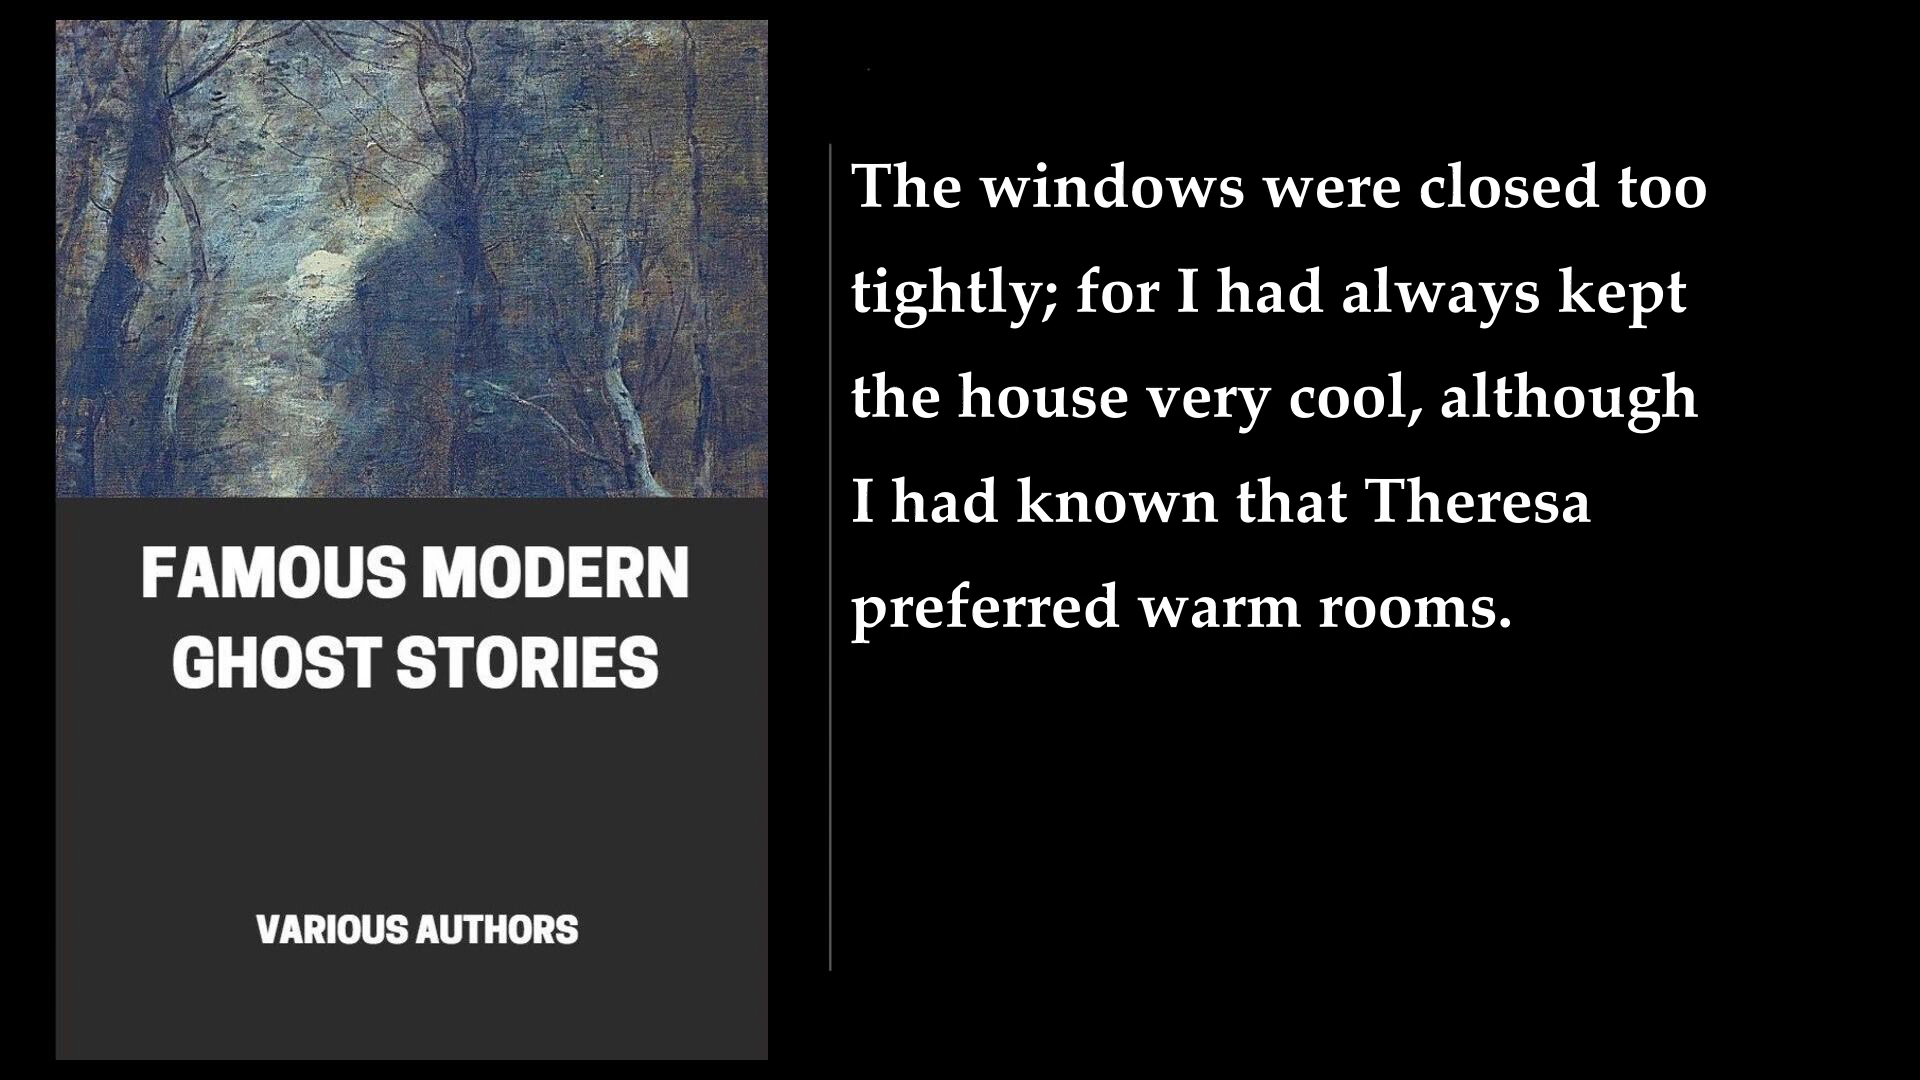 FAMOUS MODERN
GHOST STORIES
VARIOUS AUTHORS
The windows were closed too
tightly; for I had always kept
the house very cool, although
I had known that Theresa
preferred warm rooms.